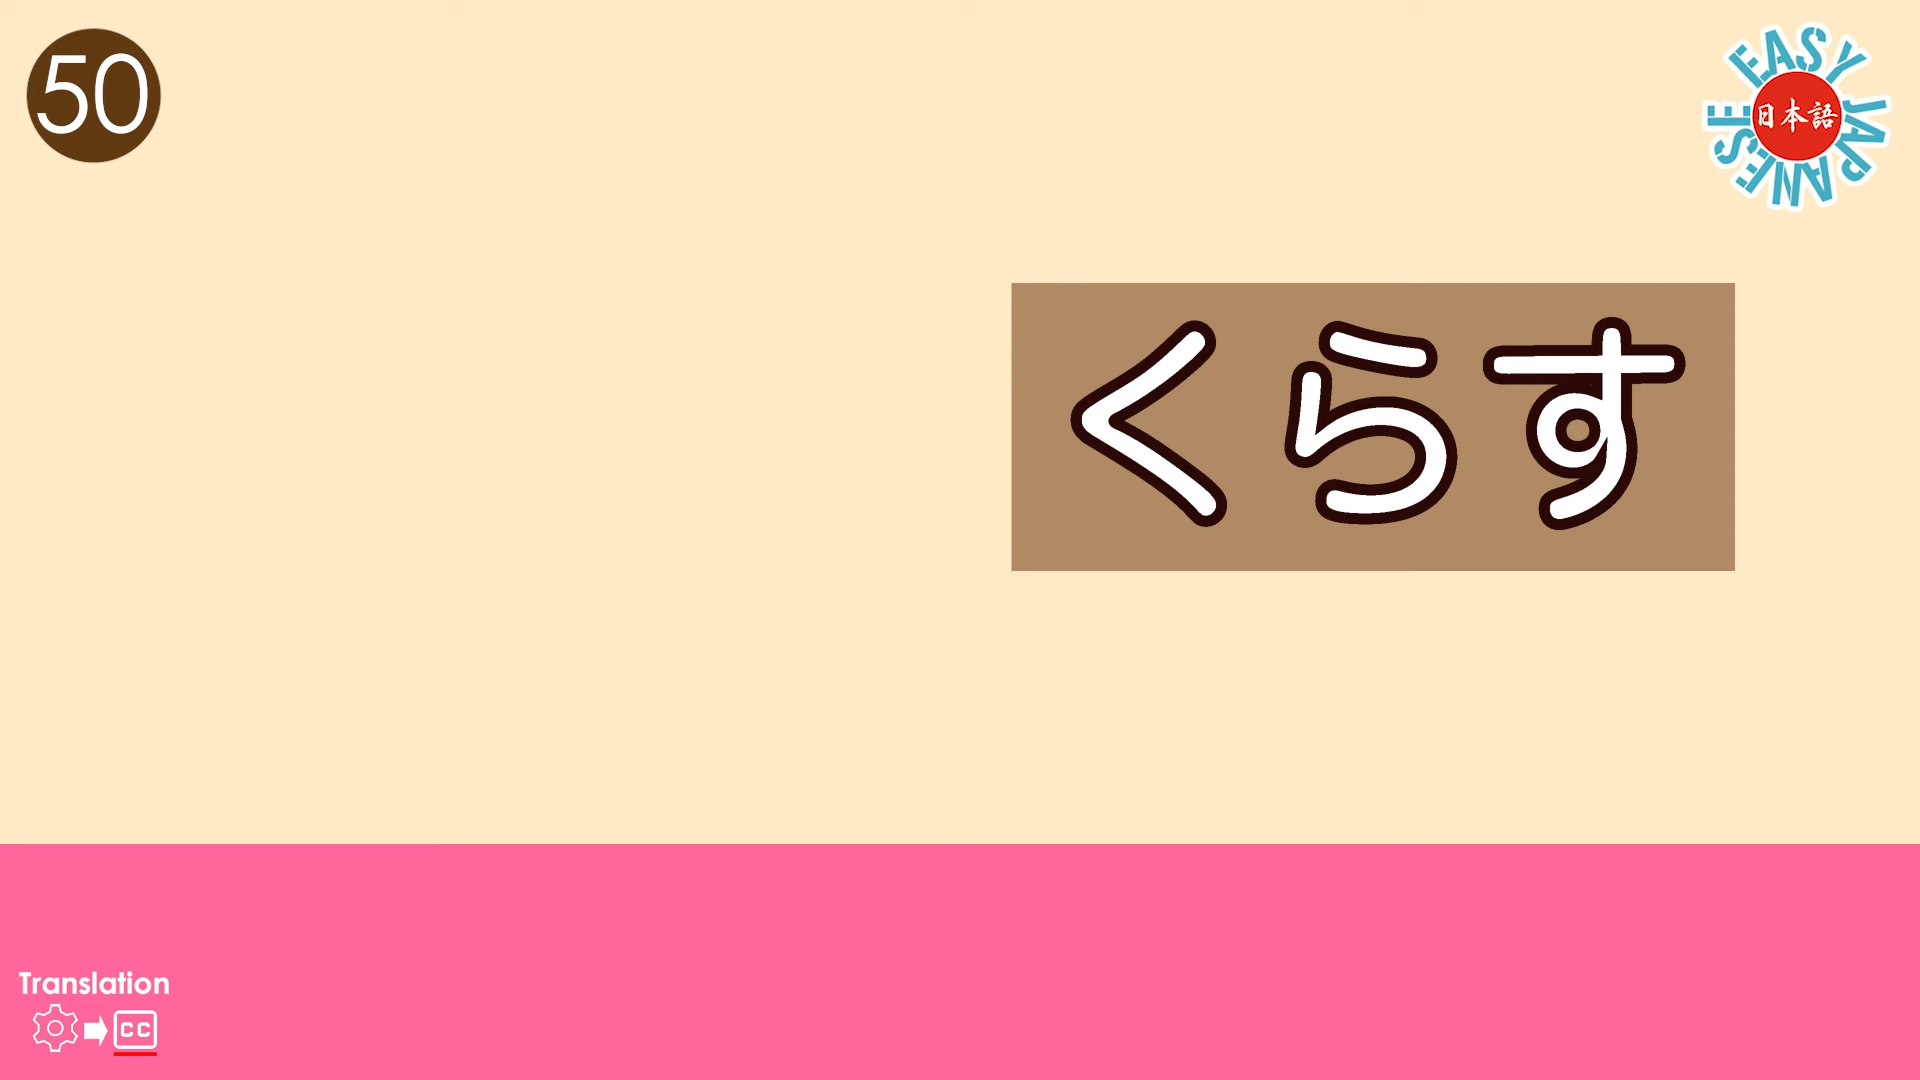 50
EASY JAPANESE
日本語
くらす
Translation
CC